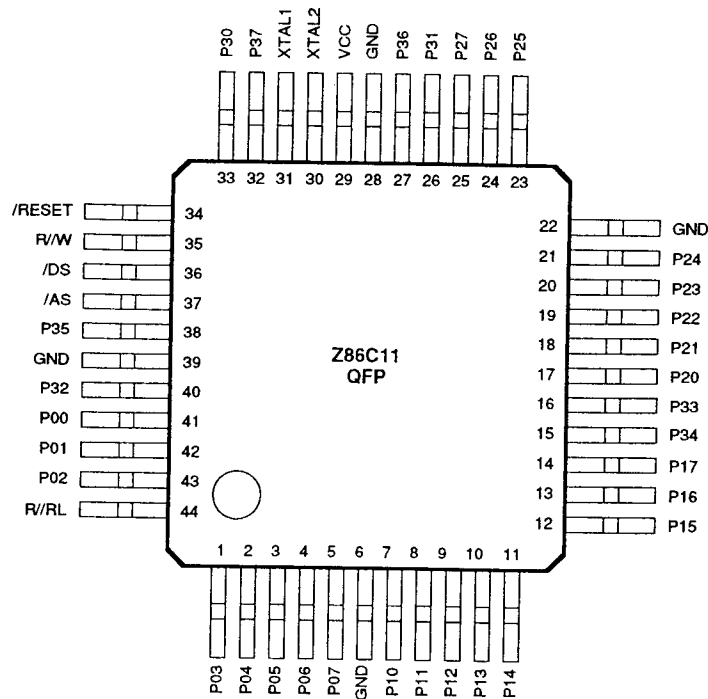 P30 P37 XTAL1 XTAL2 VCC GND P36 P31 P27 P26 P25
33 32 31 30 29 28 27 26 25 24 23
/RESET 34
R//W 35
/DS 36
/AS 37
P35 38
GND 39
P32 40
P00 41
P01 42
P02 43
R//RL 44
Z86C11
QFP
22 GND
21 P24
20 P23
19 P22
18 P21
17 P20
16 P33
15 P34
14 P17
13 P16
12 P15
1 2 3 4 5 6 7 8 9 10 11
P03 P04 P05 P06 P07 GND P10 P11 P12 P13 P14